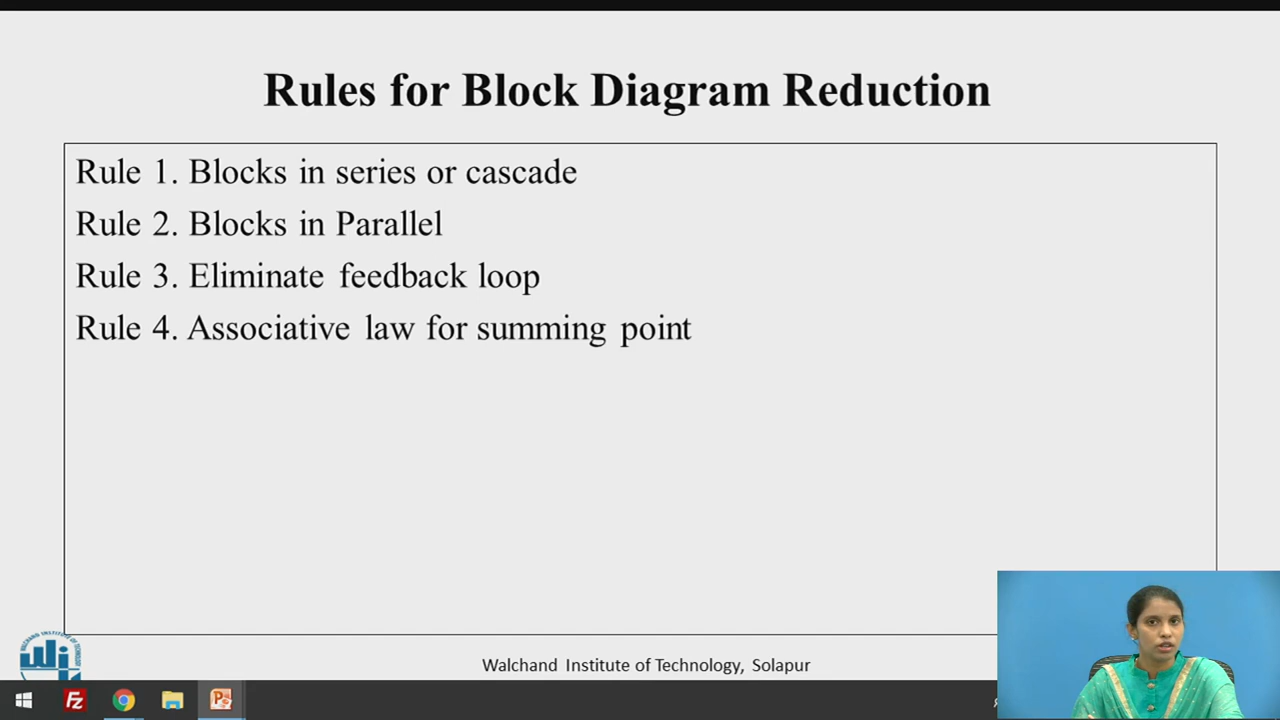 Rules for Block Diagram Reduction
Rule 1. Blocks in series or cascade
Rule 2. Blocks in Parallel
Rule 3. Eliminate feedback loop
Rule 4. Associative law for summing point
Walchand Institute of Technology, Solapur